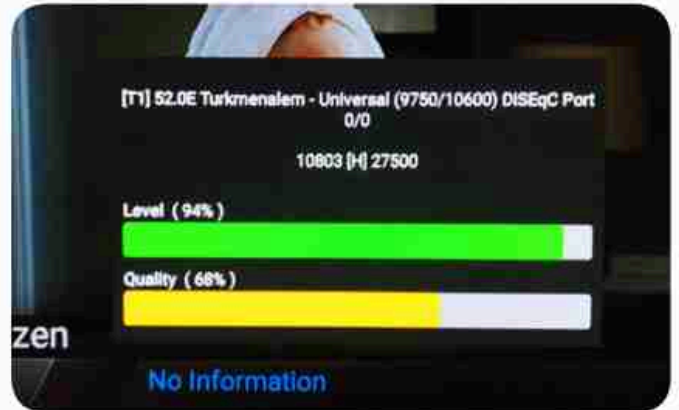 [T1] 52.0E Turkmenalem - Universal (9750/10600) DISEqC Port
0/0
10803 [H] 27500
Level ( 94% )
Quality ( 68% )
zen
No Information